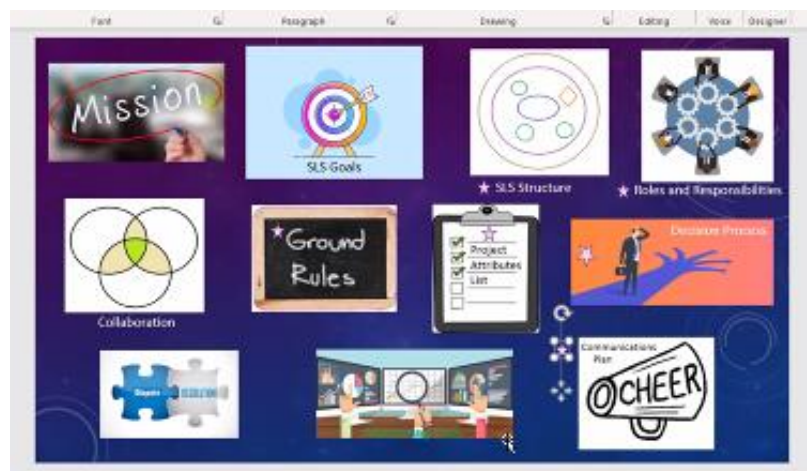 Font
Paragraph
Drawing
Editing
Voice
Designer
Mission
SLS Goals
SLS Structure
Roles and Responsibilities
Collaboration
Ground
Rules
Project
Attributes
List
Decision Process
Dispute
Communications
Plan
CHEER